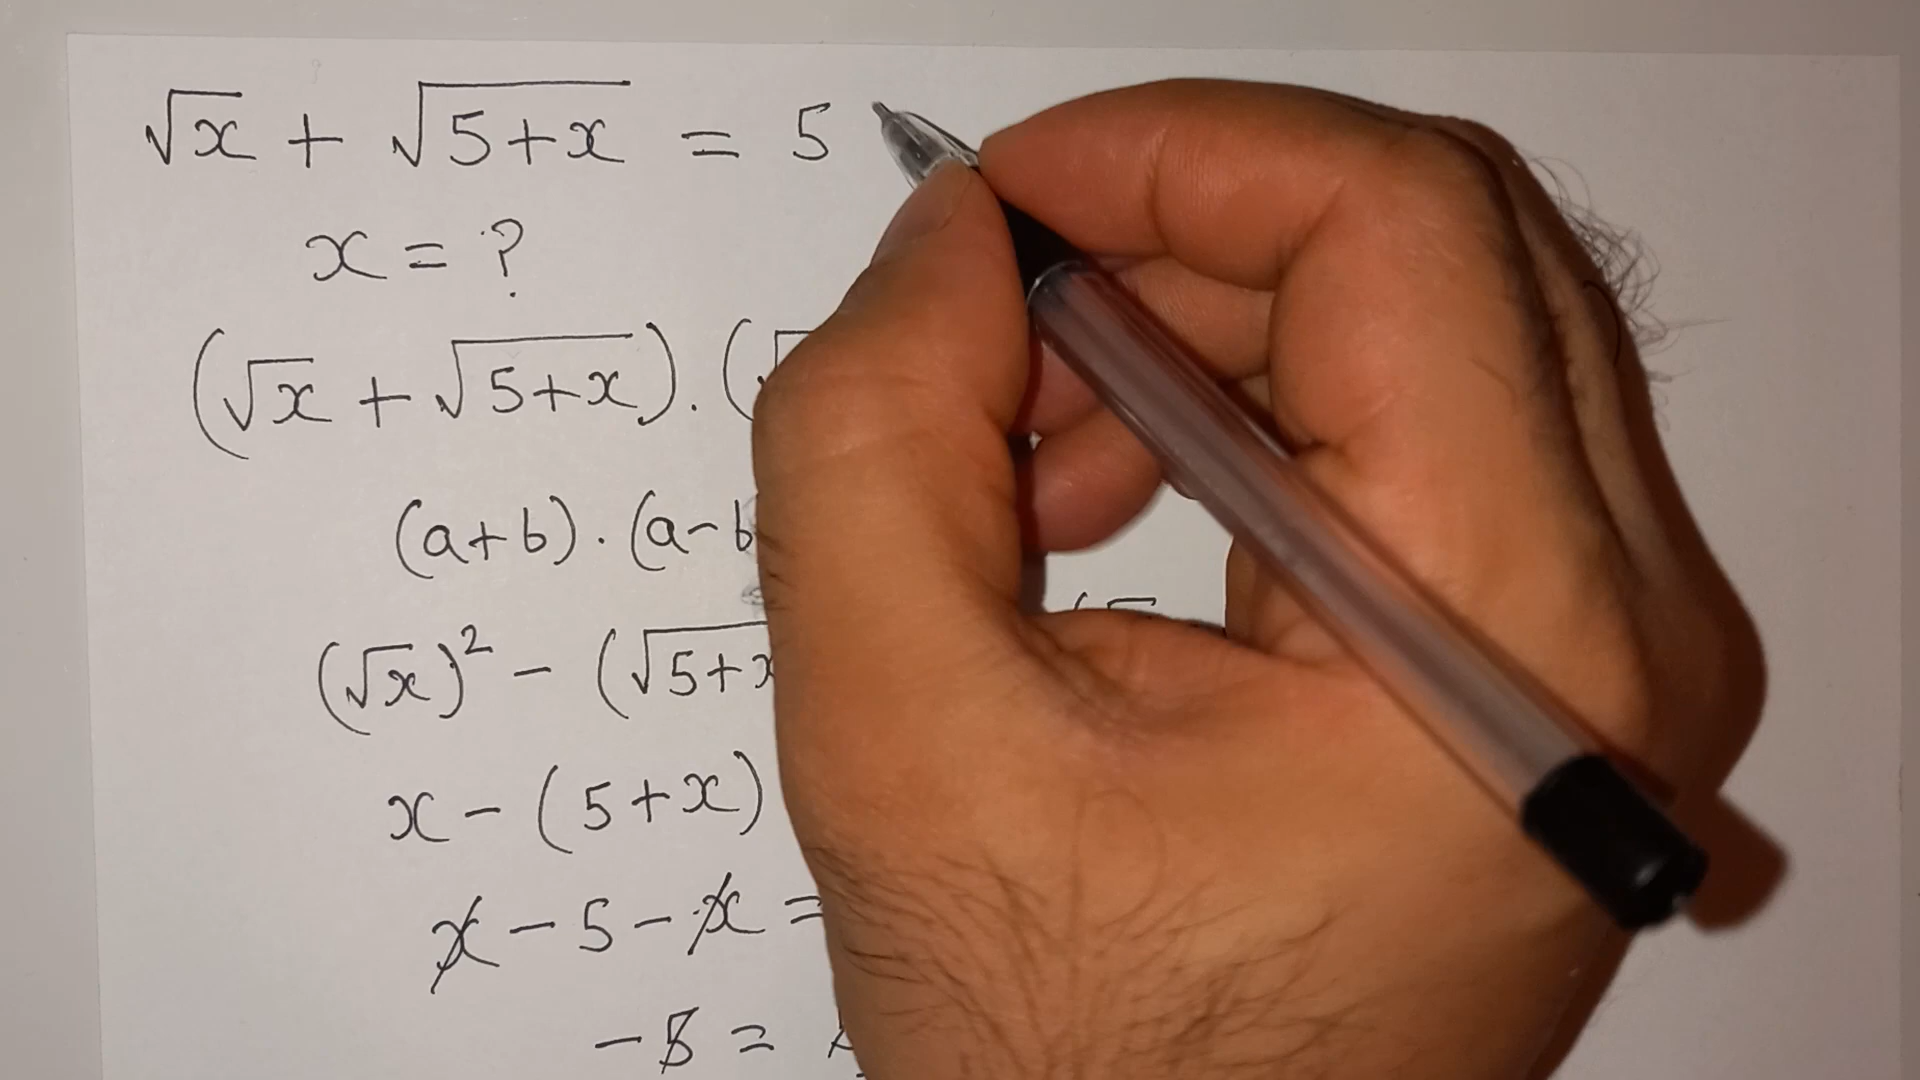 √x + √(5+x) = 5
x = ?
(√x + √(5+x)) . (
(a+b) . (a-b
(√x)² - (√(5+x
x - (5+x)
x - 5 - x =
-5 =